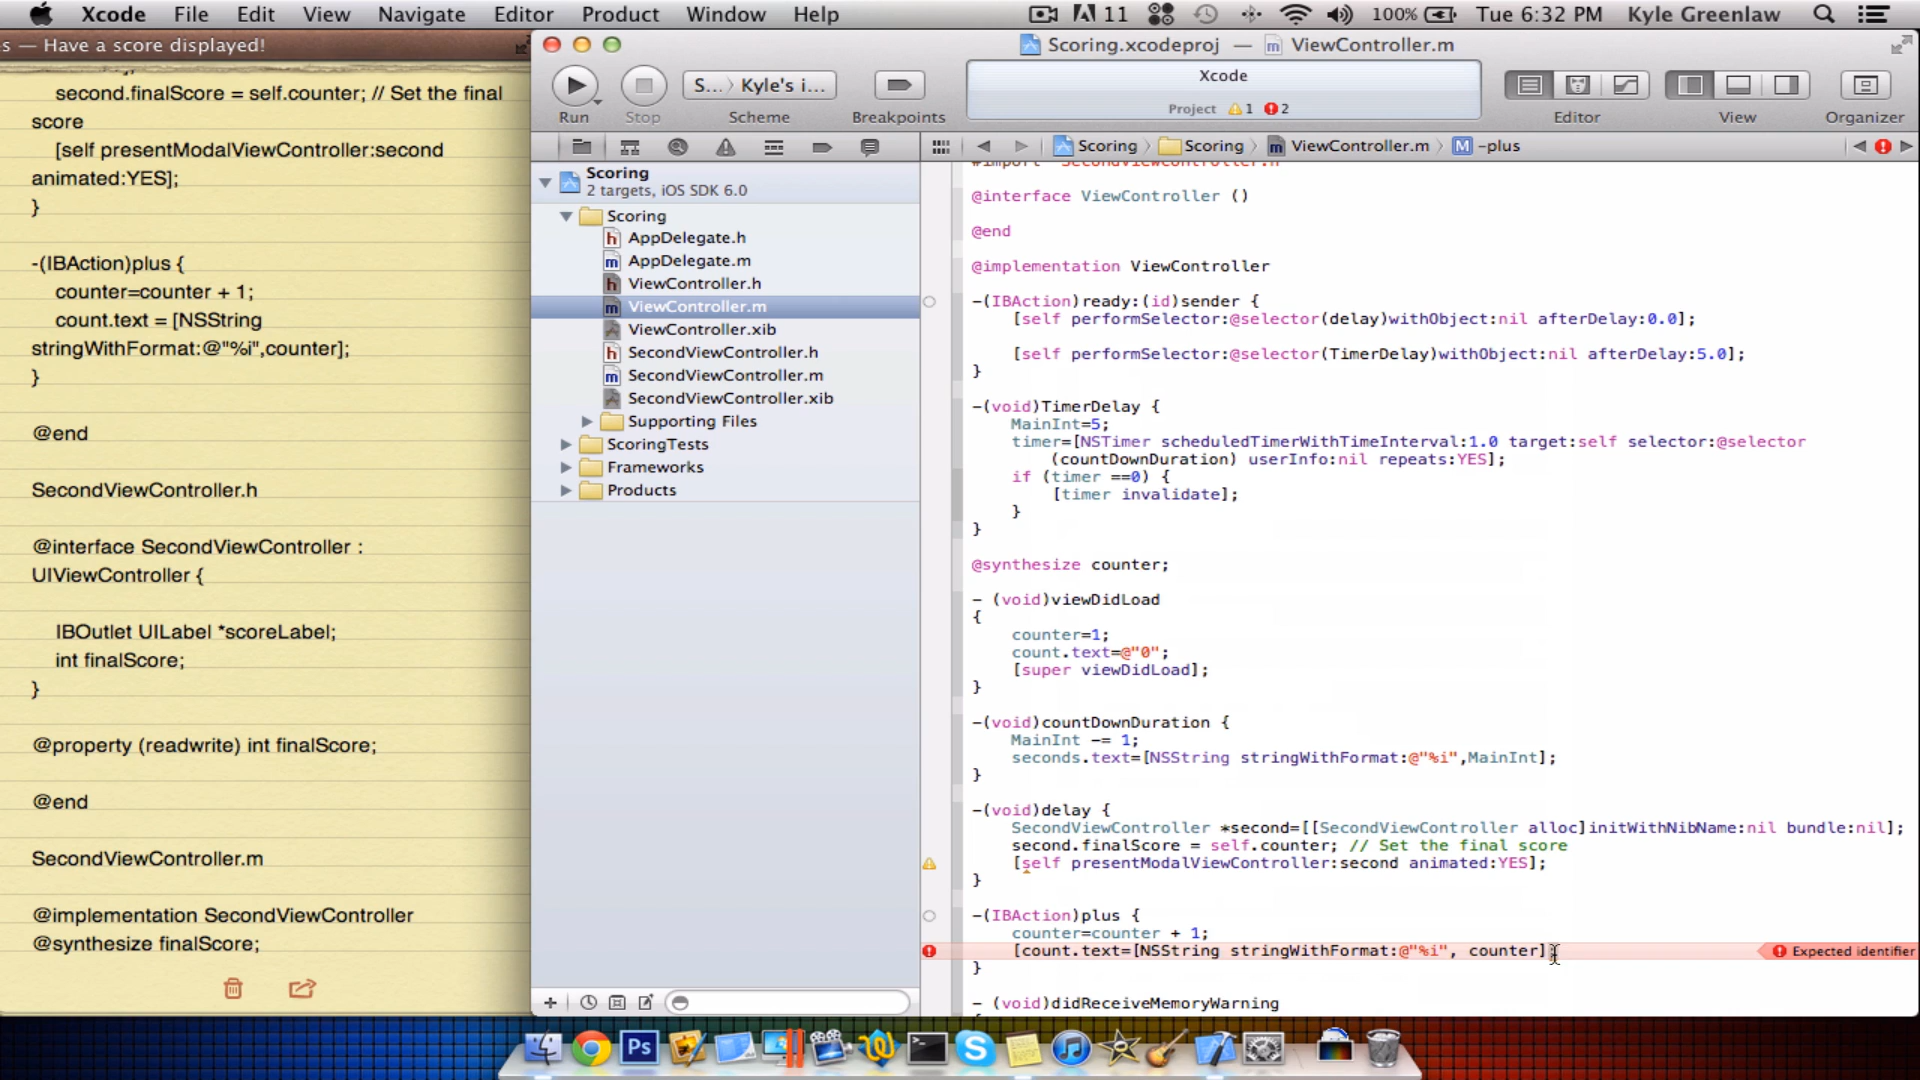 Xcode File Edit View Navigate Editor Product Window Help 11 100% Tue 6:32 PM Kyle Greenlaw
s — Have a score displayed!
second.finalScore = self.counter; // Set the final
score
[self presentModalViewController:second
animated:YES];
}
-(IBAction)plus {
counter=counter + 1;
count.text = [NSString
stringWithFormat:@"%i",counter];
}
@end
SecondViewController.h
@interface SecondViewController :
UIViewController {
IBOutlet UILabel *scoreLabel;
int finalScore;
}
@property (readwrite) int finalScore;
@end
SecondViewController.m
@implementation SecondViewController
@synthesize finalScore;
Scoring.xcodeproj — ViewController.m
S... Kyle's i...
Xcode
Project 1 2
Run Stop Scheme Breakpoints Editor View Organizer
Scoring Scoring ViewController.m M -plus
Scoring
2 targets, iOS SDK 6.0
Scoring
h AppDelegate.h
m AppDelegate.m
h ViewController.h
m ViewController.m
ViewController.xib
h SecondViewController.h
m SecondViewController.m
SecondViewController.xib
Supporting Files
ScoringTests
Frameworks
Products
#import "SecondViewController.h"
@interface ViewController ()
@end
@implementation ViewController
-(IBAction)ready:(id)sender {
[self performSelector:@selector(delay)withObject:nil afterDelay:0.0];
[self performSelector:@selector(TimerDelay)withObject:nil afterDelay:5.0];
}
-(void)TimerDelay {
MainInt=5;
timer=[NSTimer scheduledTimerWithTimeInterval:1.0 target:self selector:@selector
(countDownDuration) userInfo:nil repeats:YES];
if (timer ==0) {
[timer invalidate];
}
}
@synthesize counter;
- (void)viewDidLoad
{
counter=1;
count.text=@"0";
[super viewDidLoad];
}
-(void)countDownDuration {
MainInt -= 1;
seconds.text=[NSString stringWithFormat:@"%i",MainInt];
}
-(void)delay {
SecondViewController *second=[[SecondViewController alloc]initWithNibName:nil bundle:nil];
second.finalScore = self.counter; // Set the final score
[self presentModalViewController:second animated:YES];
}
-(IBAction)plus {
counter=counter + 1;
[count.text=[NSString stringWithFormat:@"%i", counter]; Expected identifier
}
- (void)didReceiveMemoryWarning
Ps